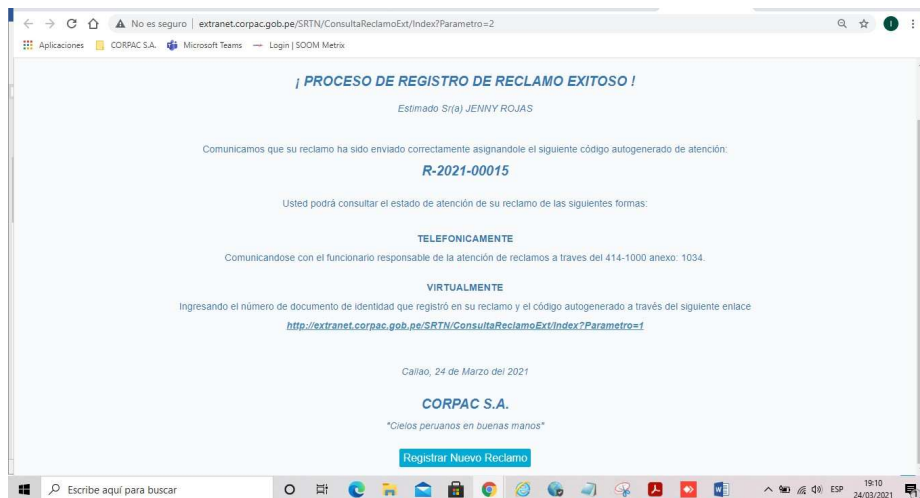 No es seguro | extranet.corpac.gob.pe/SRTN/ConsultaReclamoExt/Index?Parametro=2
I
Aplicaciones CORPAC S.A. Microsoft Teams Login | SOOM Metrix
¡ PROCESO DE REGISTRO DE RECLAMO EXITOSO !
Estimado Sr(a) JENNY ROJAS
Comunicamos que su reclamo ha sido enviado correctamente asignandole el siguiente código autogenerado de atención:
R-2021-00015
Usted podrá consultar el estado de atención de su reclamo de las siguientes formas:
TELEFONICAMENTE
Comunicandose con el funcionario responsable de la atención de reclamos a traves del 414-1000 anexo: 1034.
VIRTUALMENTE
Ingresando el número de documento de identidad que registró en su reclamo y el código autogenerado a través del siguiente enlace
http://extranet.corpac.gob.pe/SRTN/ConsultaReclamoExt/Index?Parametro=1
Callao, 24 de Marzo del 2021
CORPAC S.A.
"Cielos peruanos en buenas manos"
Registrar Nuevo Reclamo
Escribe aquí para buscar
ESP
19:10
24/03/2021